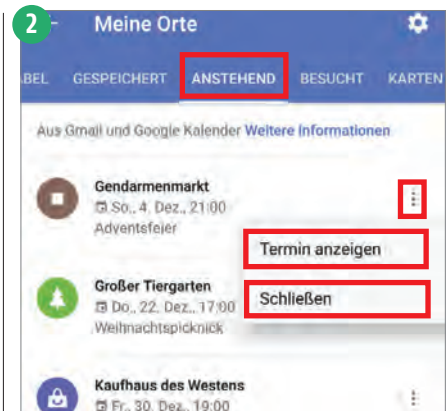 2
Meine Orte
BEL GESPEICHERT ANSTEHEND BESUCHT KARTEN
Aus Gmail und Google Kalender Weitere Informationen
Gendarmenmarkt
So., 4. Dez., 21:00
Adventsfeier
Termin anzeigen
Großer Tiergarten
Do., 22. Dez., 17:00
Schließen
Weihnachtspicknick
Kaufhaus des Westens
Fr., 30. Dez., 19:00